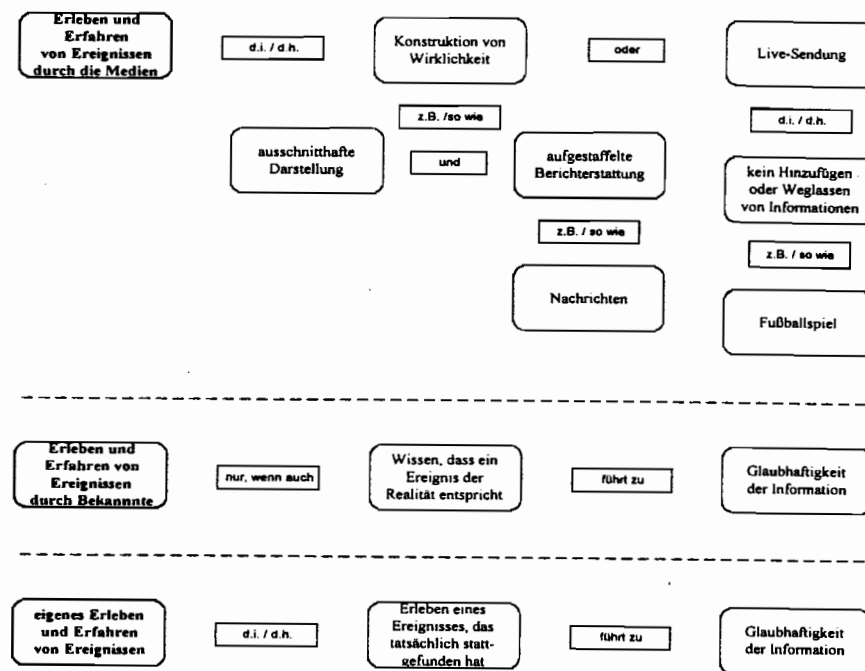 Erleben und
Erfahren
von Ereignissen
durch die Medien
d.i. / d.h.
Konstruktion von
Wirklichkeit
oder
Live-Sendung
z.B. /so wie
d.i. / d.h.
ausschnitthafte
Darstellung
und
aufgestaffelte
Berichterstattung
kein Hinzufügen
oder Weglassen
von Informationen
z.B. / so wie
z.B. / so wie
Nachrichten
Fußballspiel
Erleben und
Erfahren von
Ereignissen
durch Bekannnte
nur, wenn auch
Wissen, dass ein
Ereignis der
Realität entspricht
führt zu
Glaubhaftigkeit
der Information
eigenes Erleben
und Erfahren
von Ereignissen
d.i. / d.h.
Erleben eines
Ereignisses, das
tatsächlich statt-
gefunden hat
führt zu
Glaubhaftigkeit
der Information